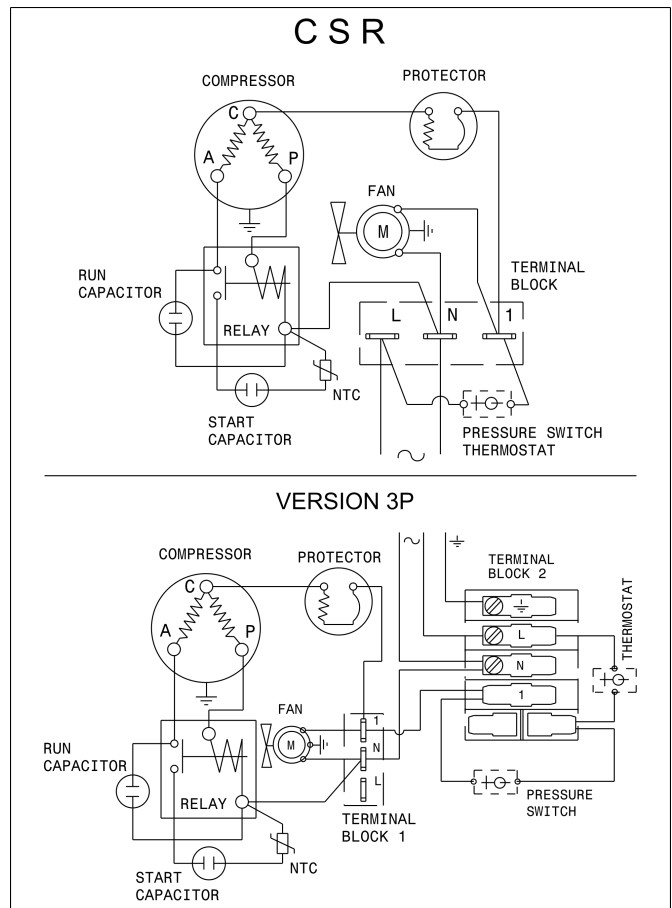 C S R
COMPRESSOR
PROTECTOR
C
A
P
FAN
M
RUN
CAPACITOR
TERMINAL
BLOCK
L
N
1
RELAY
NTC
START
CAPACITOR
PRESSURE SWITCH
THERMOSTAT
VERSION 3P
COMPRESSOR
PROTECTOR
TERMINAL
BLOCK 2
C
A
P
L
THERMOSTAT
N
FAN
1
1
M
N
RUN
CAPACITOR
L
RELAY
PRESSURE
SWITCH
TERMINAL
BLOCK 1
NTC
START
CAPACITOR